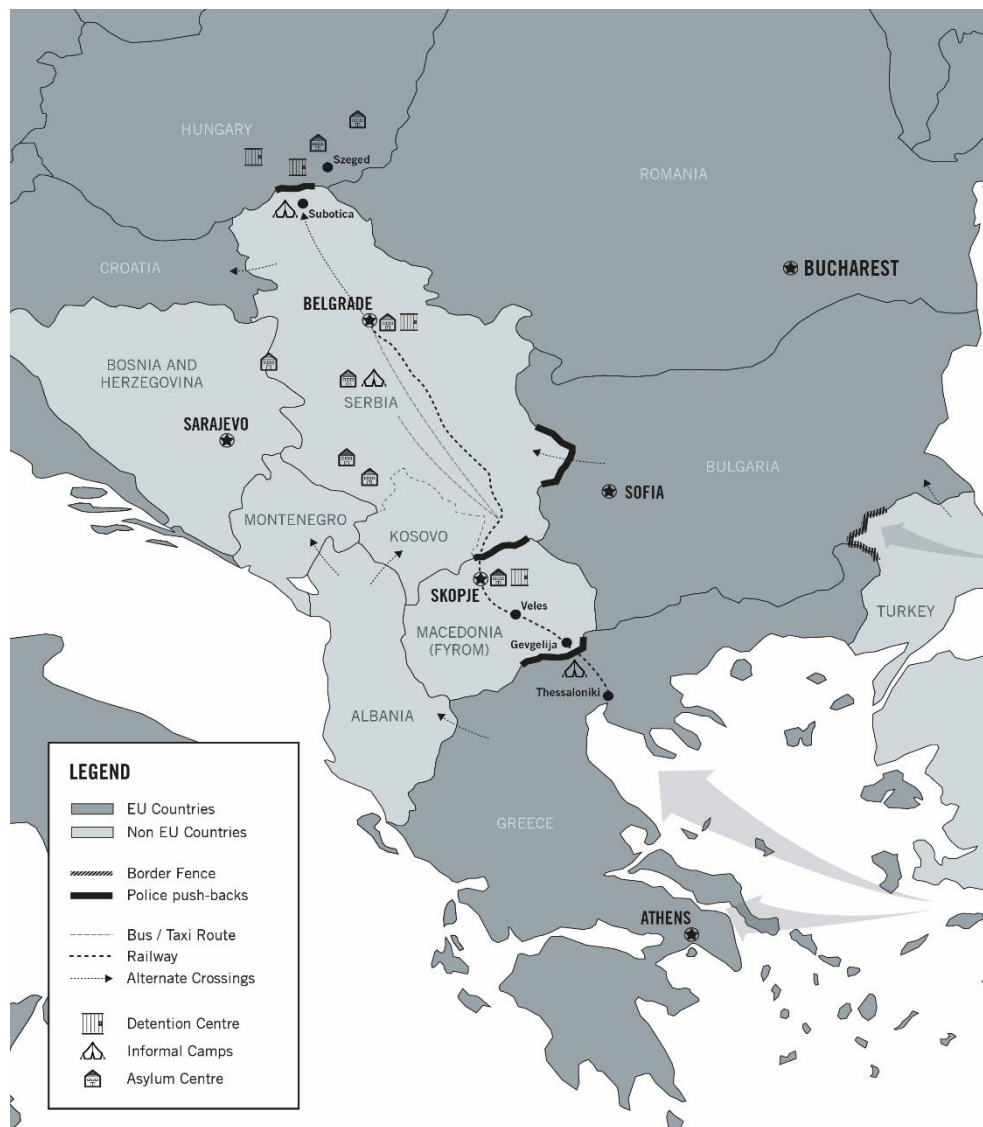 HUNGARY
Szeged
ROMANIA
Subotica
CROATIA
BUCHAREST
BELGRADE
BOSNIA AND
HERZEGOVINA
SERBIA
SARAJEVO
BULGARIA
SOFIA
MONTENEGRO
KOSOVO
SKOPJE
Veles
TURKEY
MACEDONIA
(FYROM)
Gevgelija
Thessaloniki
ALBANIA
GREECE
ATHENS
LEGEND
EU Countries
Non EU Countries
Border Fence
Police push-backs
Bus / Taxi Route
Railway
Alternate Crossings
Detention Centre
Informal Camps
Asylum Centre